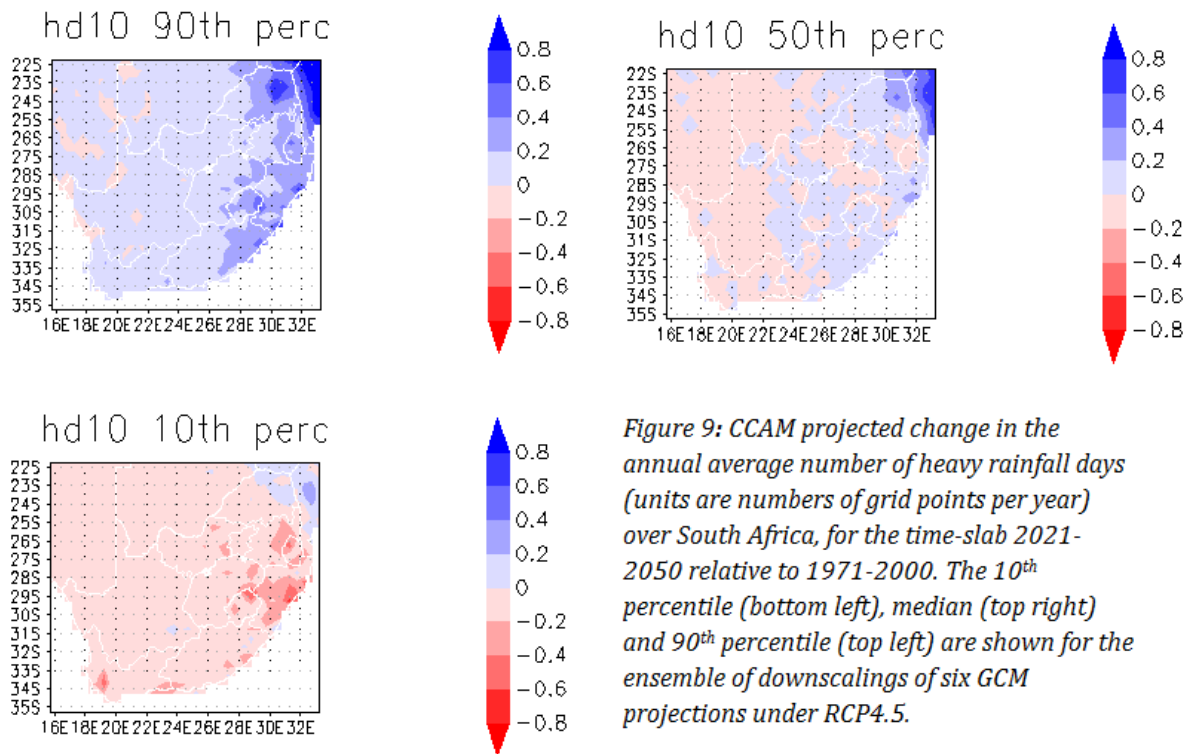 hd10 90th perc
0.8
0.6
0.4
0.2
0
−0.2
−0.4
−0.6
−0.8
22S
23S
24S
25S
26S
27S
28S
29S
30S
31S
32S
33S
34S
35S
16E 18E 20E 22E 24E 26E 28E 30E 32E
hd10 50th perc
0.8
0.6
0.4
0.2
0
−0.2
−0.4
−0.6
−0.8
22S
23S
24S
25S
26S
27S
28S
29S
30S
31S
32S
33S
34S
35S
16E 18E 20E 22E 24E 26E 28E 30E 32E
hd10 10th perc
0.8
0.6
0.4
0.2
0
−0.2
−0.4
−0.6
−0.8
22S
23S
24S
25S
26S
27S
28S
29S
30S
31S
32S
33S
34S
35S
16E 18E 20E 22E 24E 26E 28E 30E 32E
Figure 9: CCAM projected change in the
annual average number of heavy rainfall days
(units are numbers of grid points per year)
over South Africa, for the time-slab 2021-
2050 relative to 1971-2000. The 10th
percentile (bottom left), median (top right)
and 90th percentile (top left) are shown for the
ensemble of downscalings of six GCM
projections under RCP4.5.